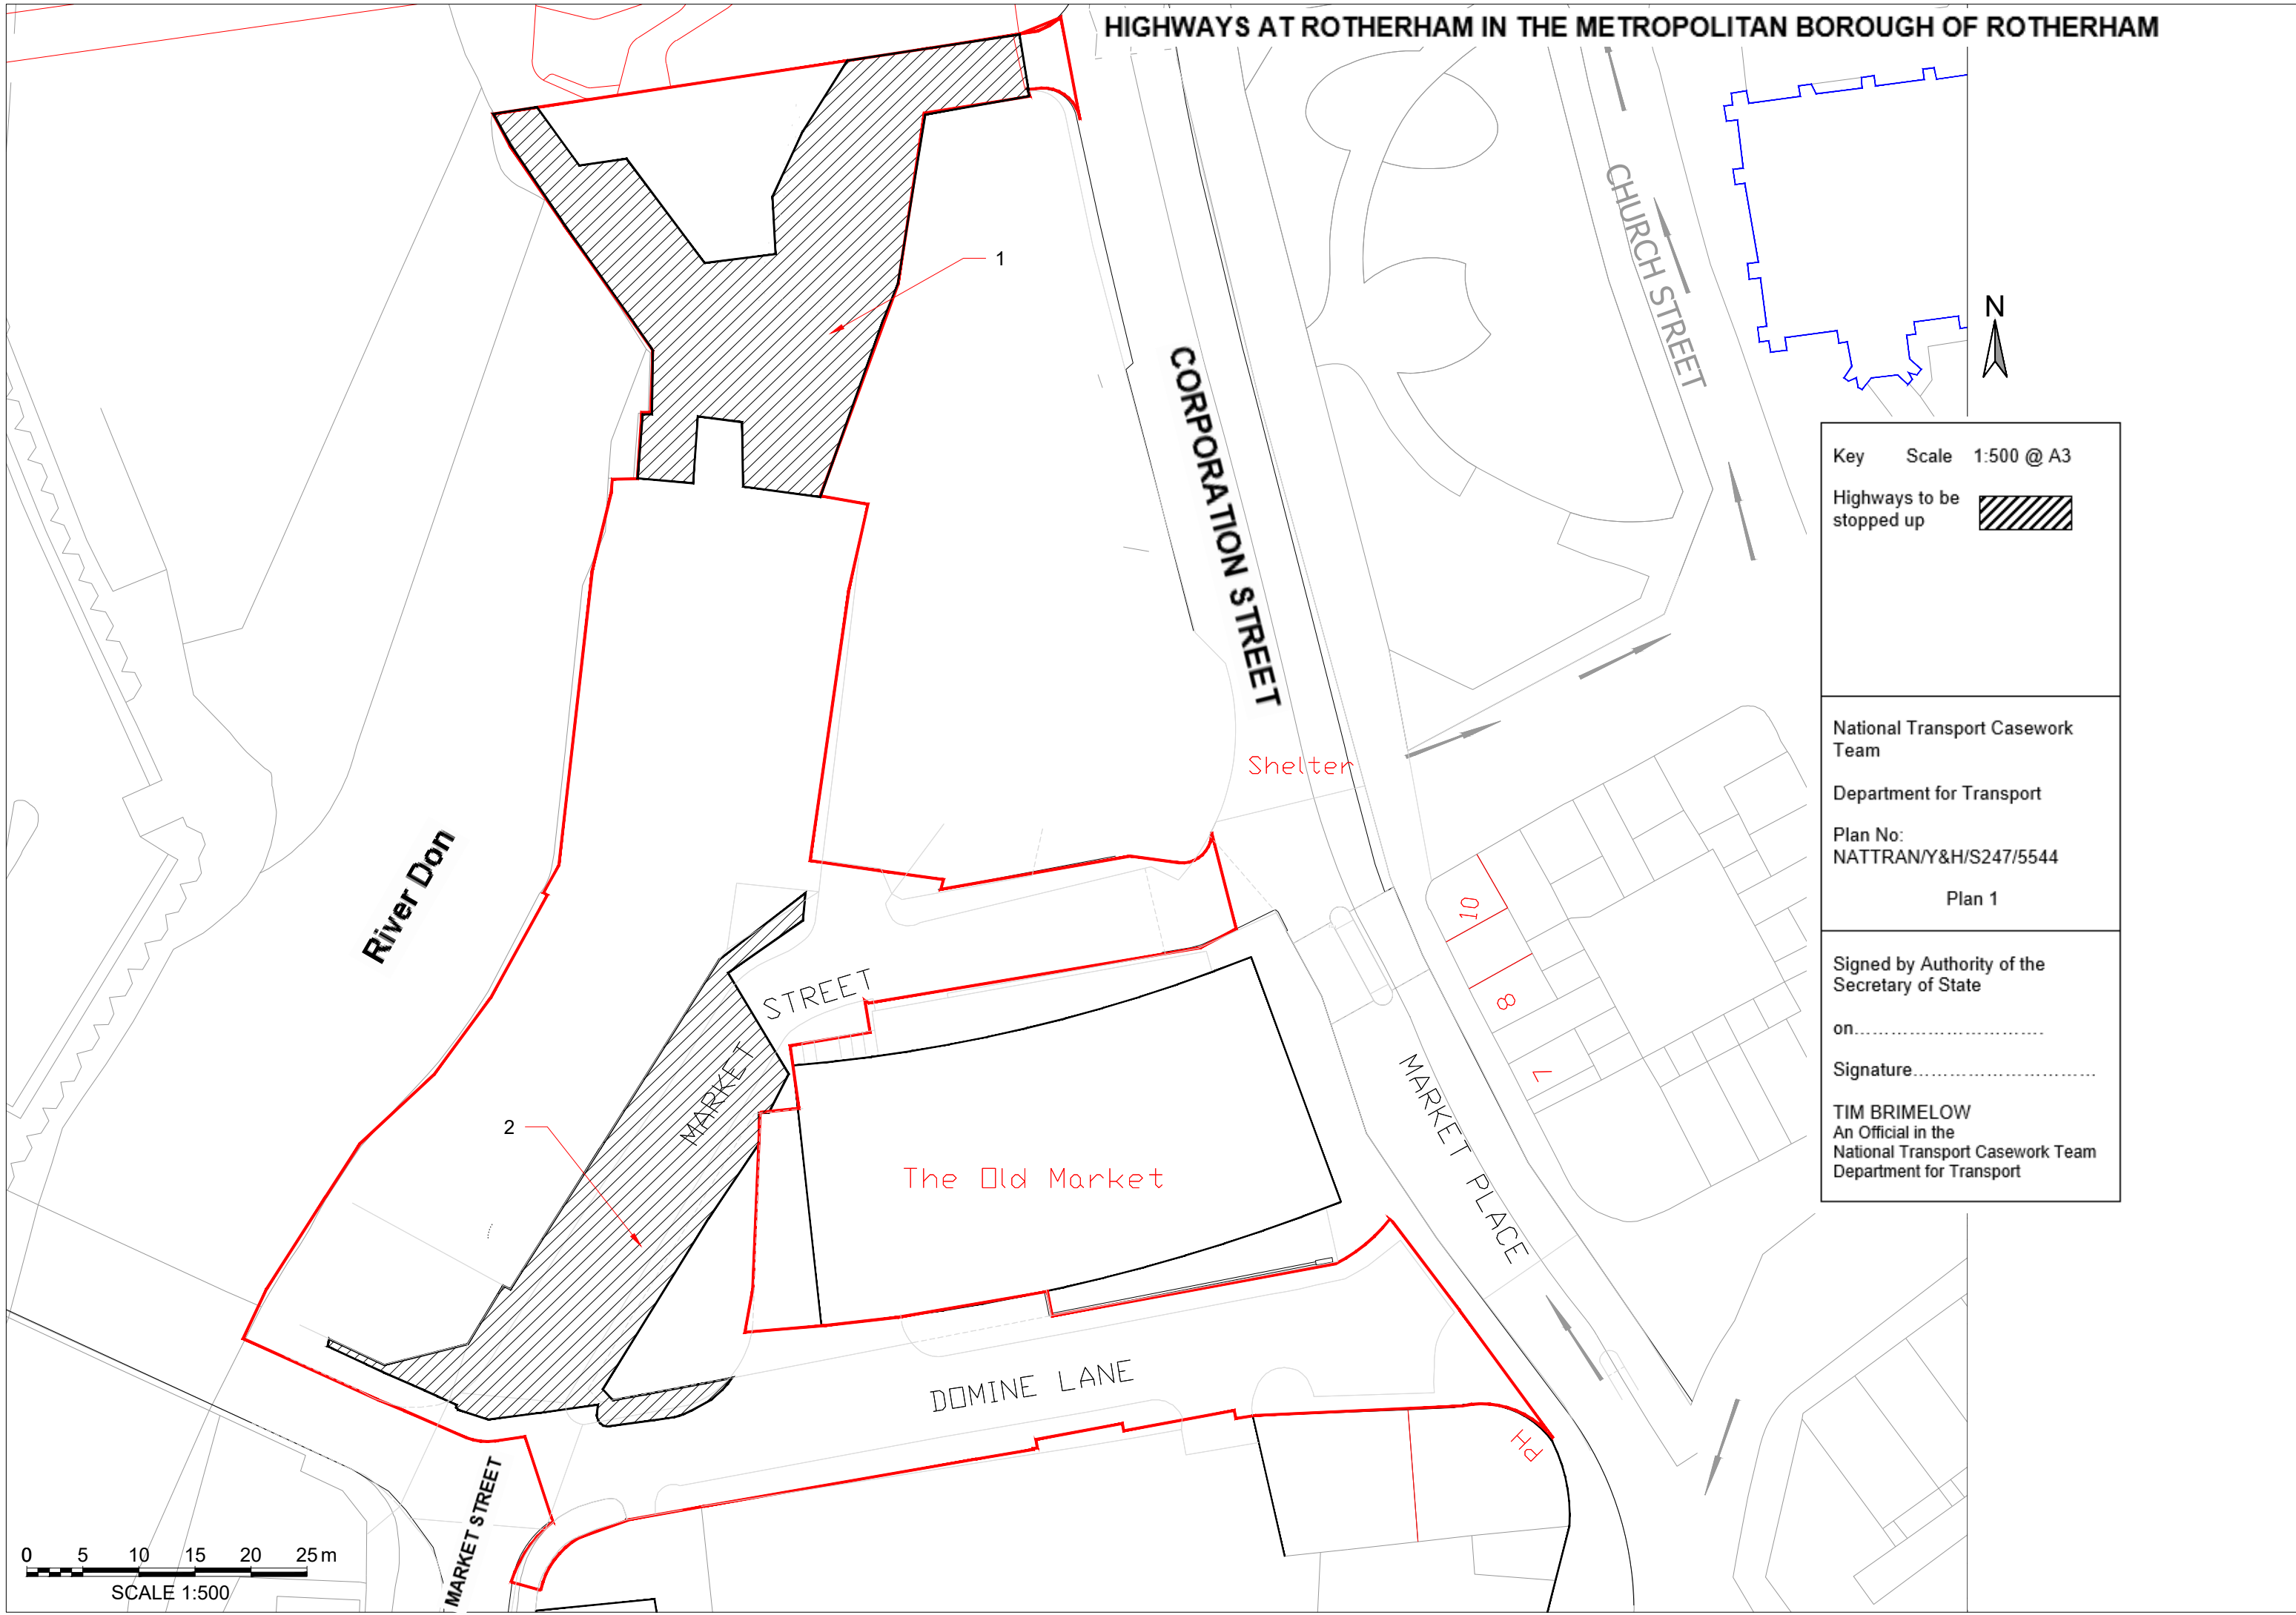 HIGHWAYS AT ROTHERHAM IN THE METROPOLITAN BOROUGH OF ROTHERHAM
CHURCH STREET
N
1
CORPORATION STREET
Key Scale 1:500 @ A3
Highways to be
stopped up
National Transport Casework
Team
Department for Transport
Plan No:
NATTRAN/Y&H/S247/5544
Plan 1
Signed by Authority of the
Secretary of State
on................................
Signature..............................
TIM BRIMELOW
An Official in the
National Transport Casework Team
Department for Transport
Shelter
River Don
10
8
7
STREET
MARKET
2
The Old Market
MARKET PLACE
DOMINE LANE
PH
MARKET STREET
0 5 10 15 20 25 m
SCALE 1:500